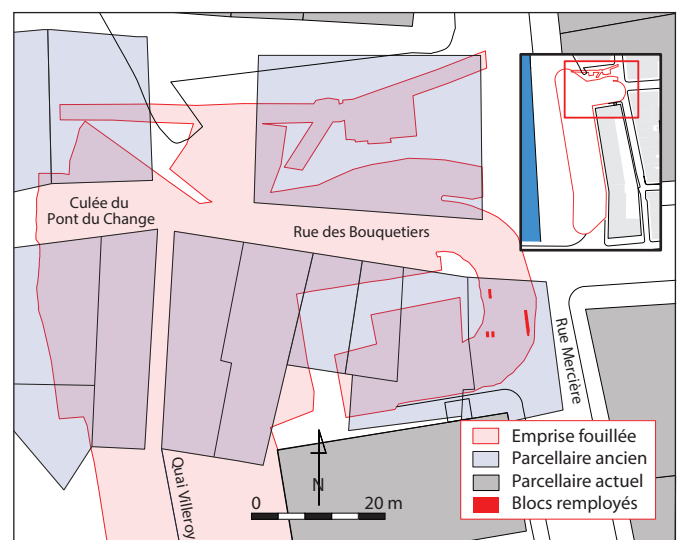 Culée du
Pont du Change
Rue des Bouquetiers
Rue Mercière
Quai Villeroy
N
0 20 m
Emprise fouillée
Parcellaire ancien
Parcellaire actuel
Blocs remployés